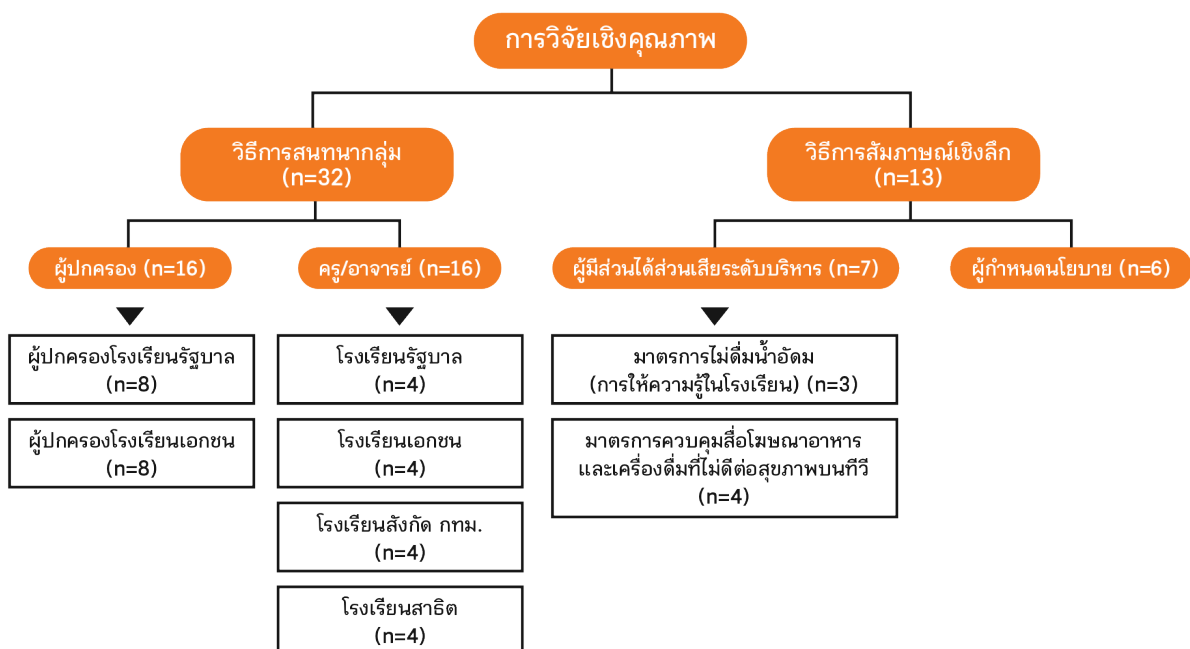 การวิจัยเชิงคุณภาพ
วิธีการสนทนากลุ่ม
(n=32)
วิธีการสัมภาษณ์เชิงลึก
(n=13)
ผู้ปกครอง (n=16)
ครู/อาจารย์ (n=16)
ผู้มีส่วนได้ส่วนเสียระดับบริหาร (n=7)
ผู้กำหนดนโยบาย (n=6)
ผู้ปกครองโรงเรียนรัฐบาล
(n=8)
ผู้ปกครองโรงเรียนเอกชน
(n=8)
โรงเรียนรัฐบาล
(n=4)
โรงเรียนเอกชน
(n=4)
โรงเรียนสังกัด กทม.
(n=4)
โรงเรียนสาธิต
(n=4)
มาตรการไม่ดื่มน้ำอัดม
(การให้ความรู้ในโรงเรียน) (n=3)
มาตรการควบคุมสื่อโฆษณาอาหาร
และเครื่องดื่มที่ไม่ดีต่อสุขภาพบนทีวี
(n=4)